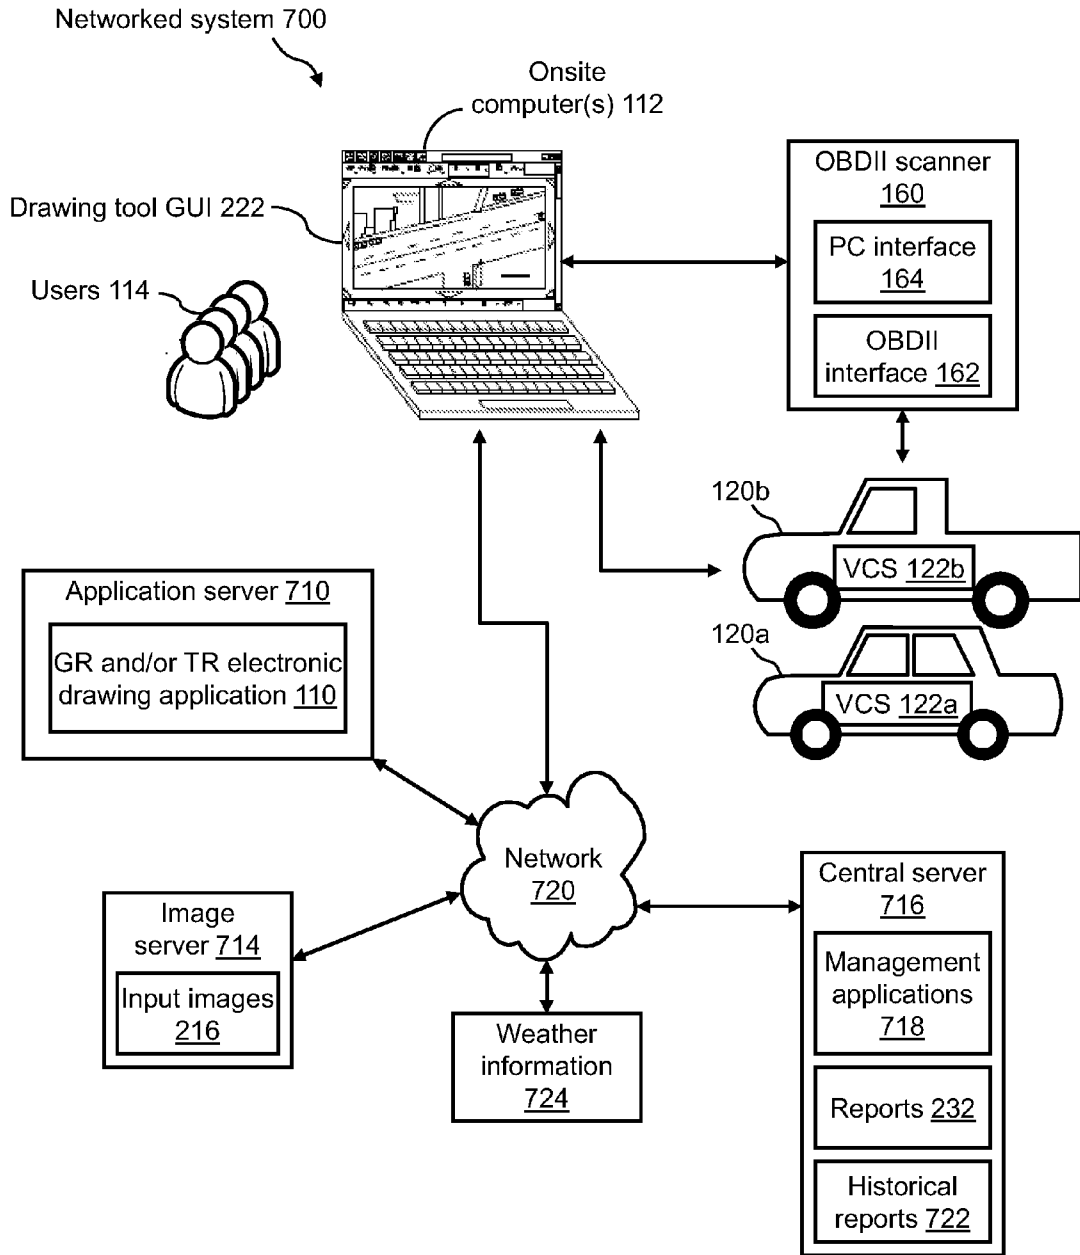 Networked system 700
Onsite
computer(s) 112
Drawing tool GUI 222
Users 114
OBDII scanner
160
PC interface
164
OBDII
interface 162
120b
VCS 122b
120a
VCS 122a
Application server 710
GR and/or TR electronic
drawing application 110
Network
720
Image
server 714
Input images
216
Weather
information
724
Central server
716
Management
applications
718
Reports 232
Historical
reports 722